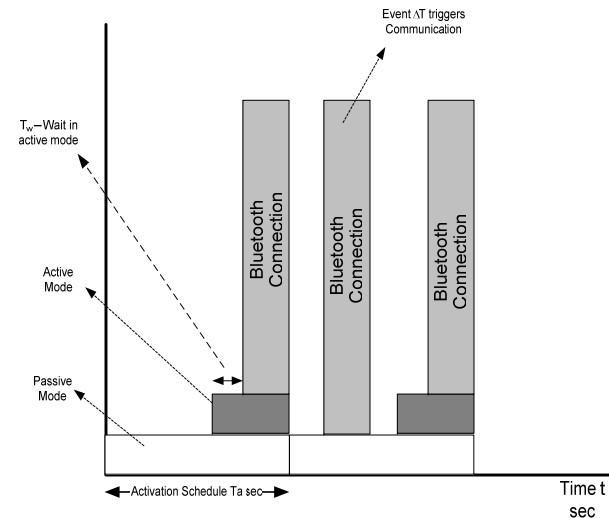 Event ΔT triggers
Communication
Tw–Wait in
active mode
Bluetooth
Connection
Bluetooth
Connection
Bluetooth
Connection
Active
Mode
Passive
Mode
Activation Schedule Ta sec
Time t
sec